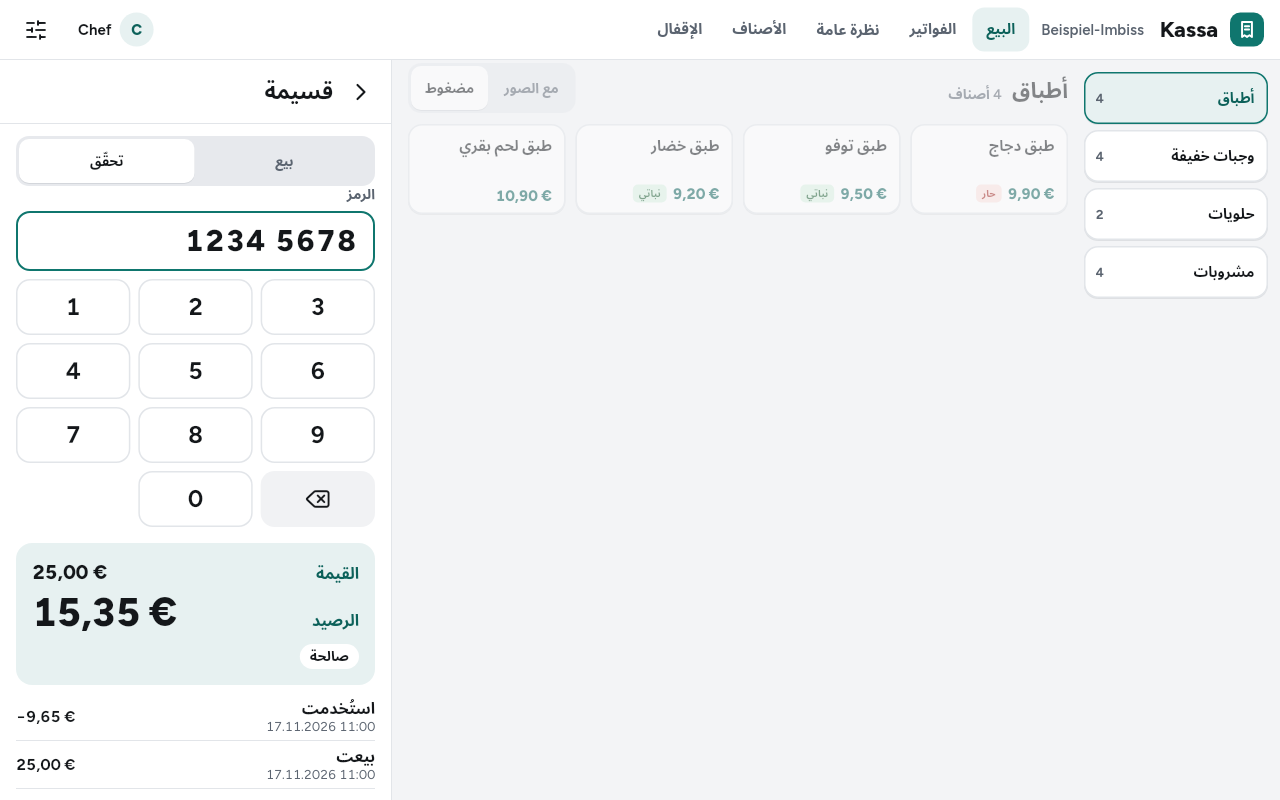 Kassa
Beispiel-Imbiss
البيع
الفواتير
نظرة عامة
الأصناف
الإقفال
C
Chef
أطباق
4
وجبات خفيفة
4
حلويات
2
مشروبات
4
أطباق
4 أصناف
مع الصور
مضغوط
طبق دجاج
9,90 €
حار
طبق توفو
9,50 €
نباتي
طبق خضار
9,20 €
نباتي
طبق لحم بقري
10,90 €
قسيمة
بيع
تحقّق
الرمز
1234 5678
1 2 3
4 5 6
7 8 9
0
القيمة
25,00 €
الرصيد
15,35 €
صالحة
استُخدمت
17.11.2026 11:00
−9,65 €
بيعت
17.11.2026 11:00
25,00 €